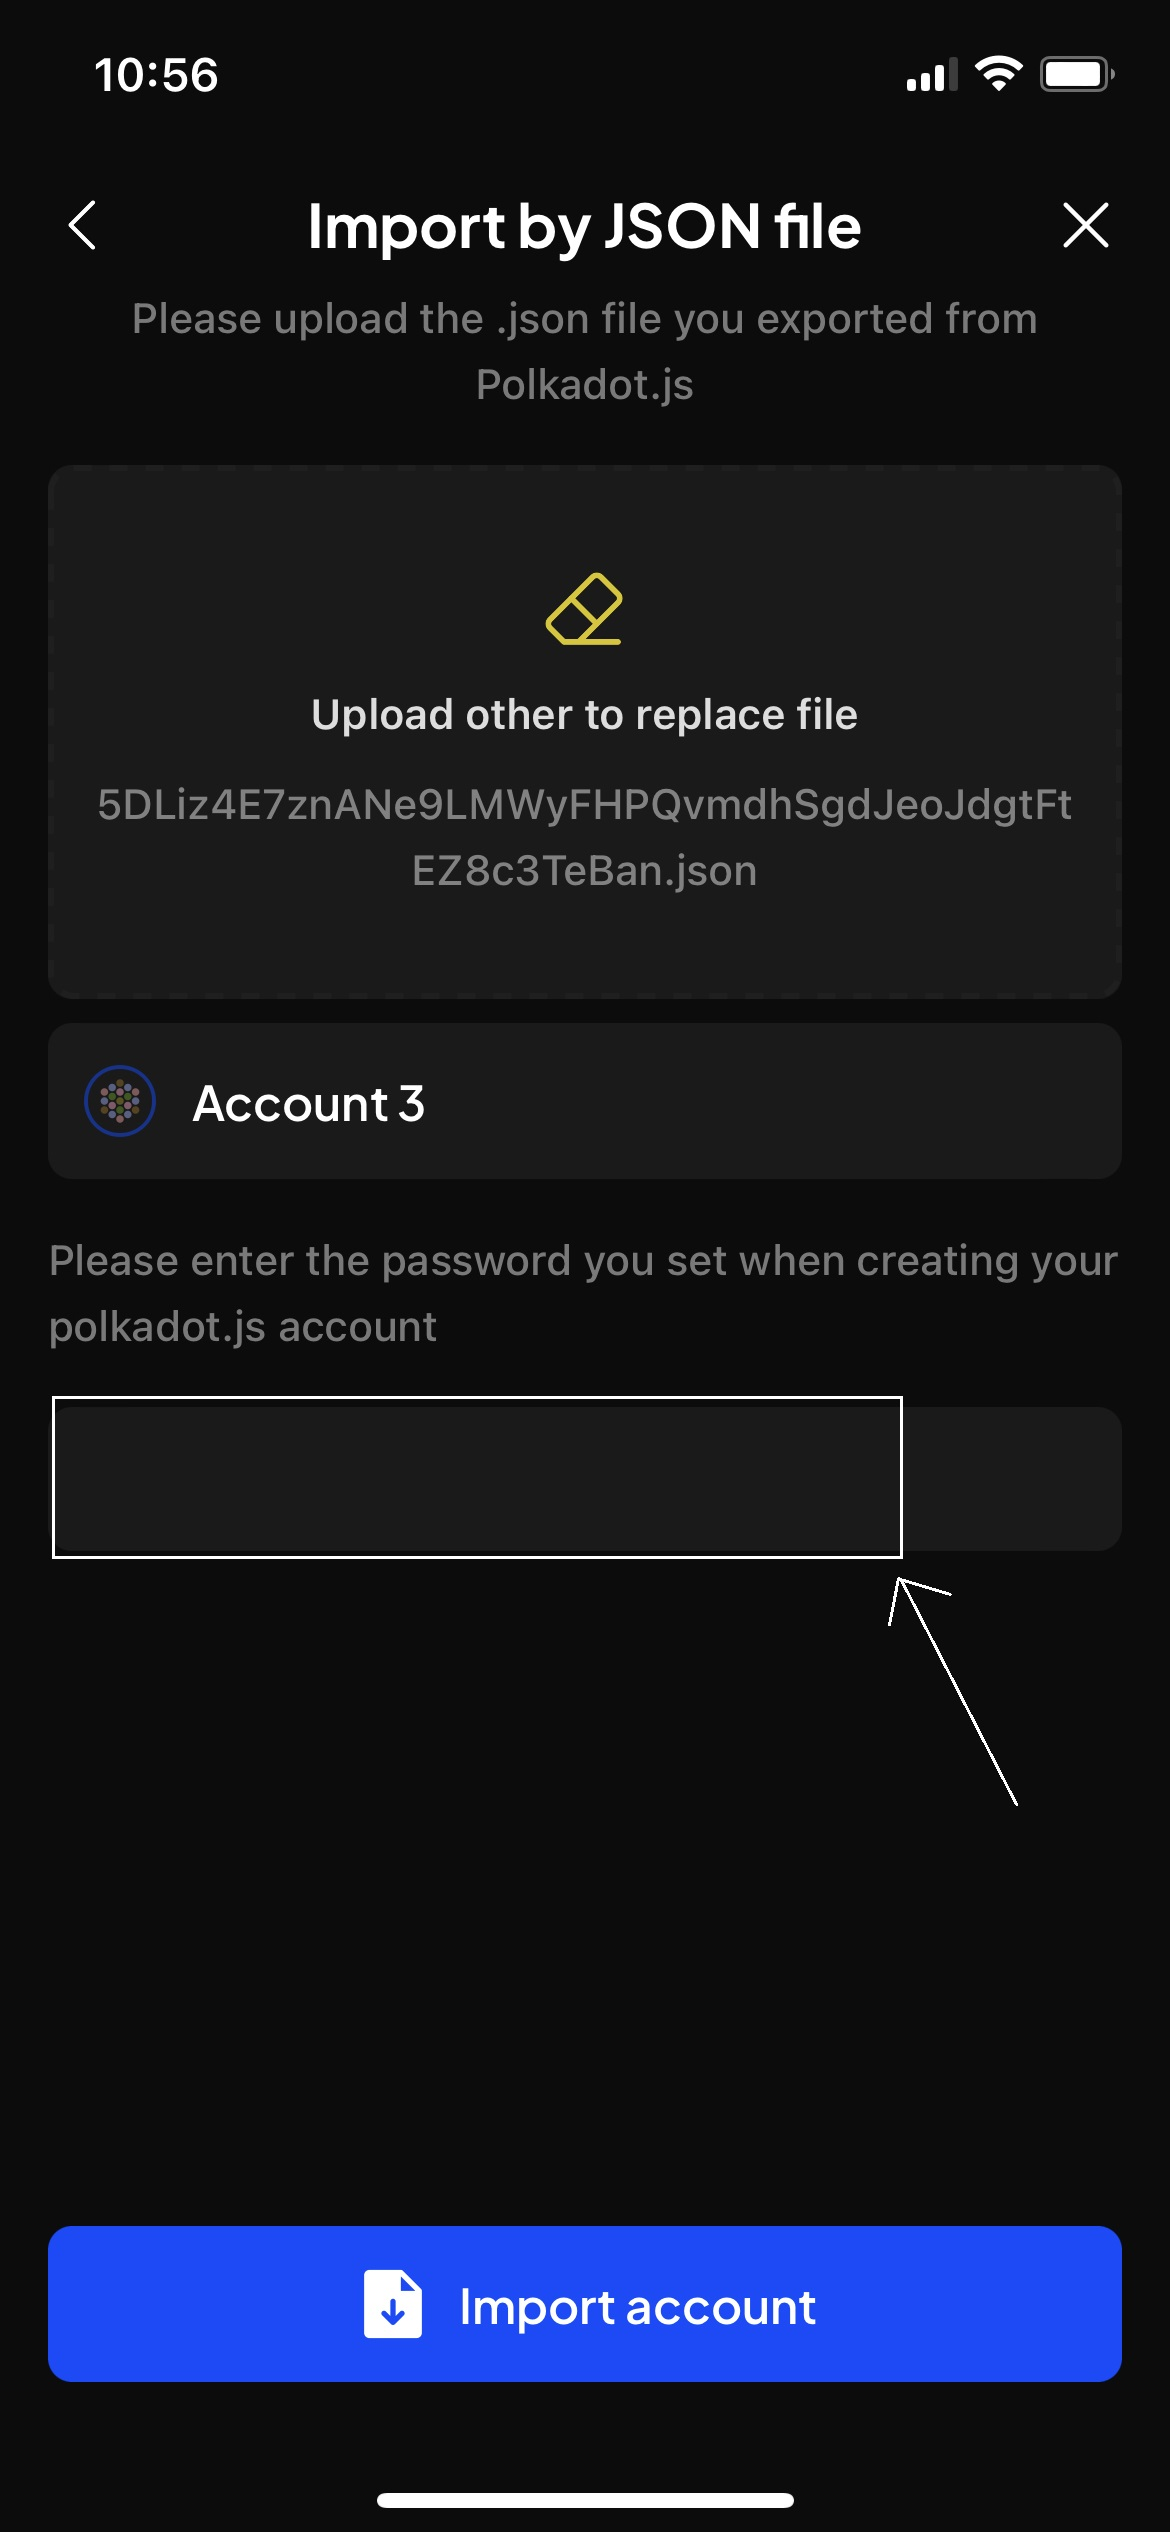 10:56
Import by JSON file
Please upload the .json file you exported from
Polkadot.js
Upload other to replace file
5DLiz4E7znANe9LMWyFHPQvmdhSgdJeoJdgtFt
EZ8c3TeBan.json
Account 3
Please enter the password you set when creating your
polkadot.js account
Import account